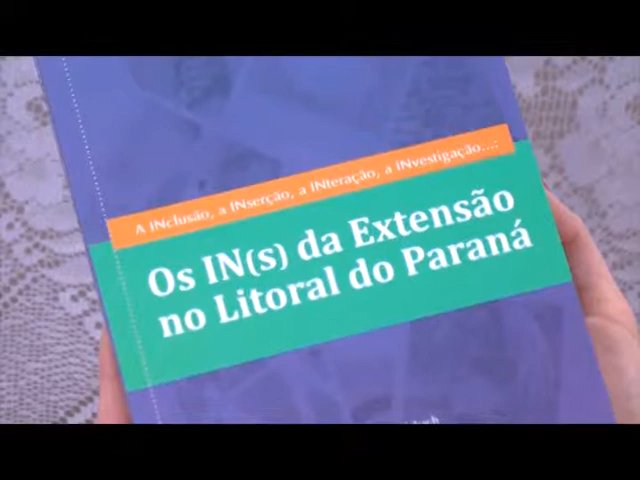 A INclusão, a INserção, a INteração, a INvestigação...:
Os IN(s) da Extensão
no Litoral do Paraná